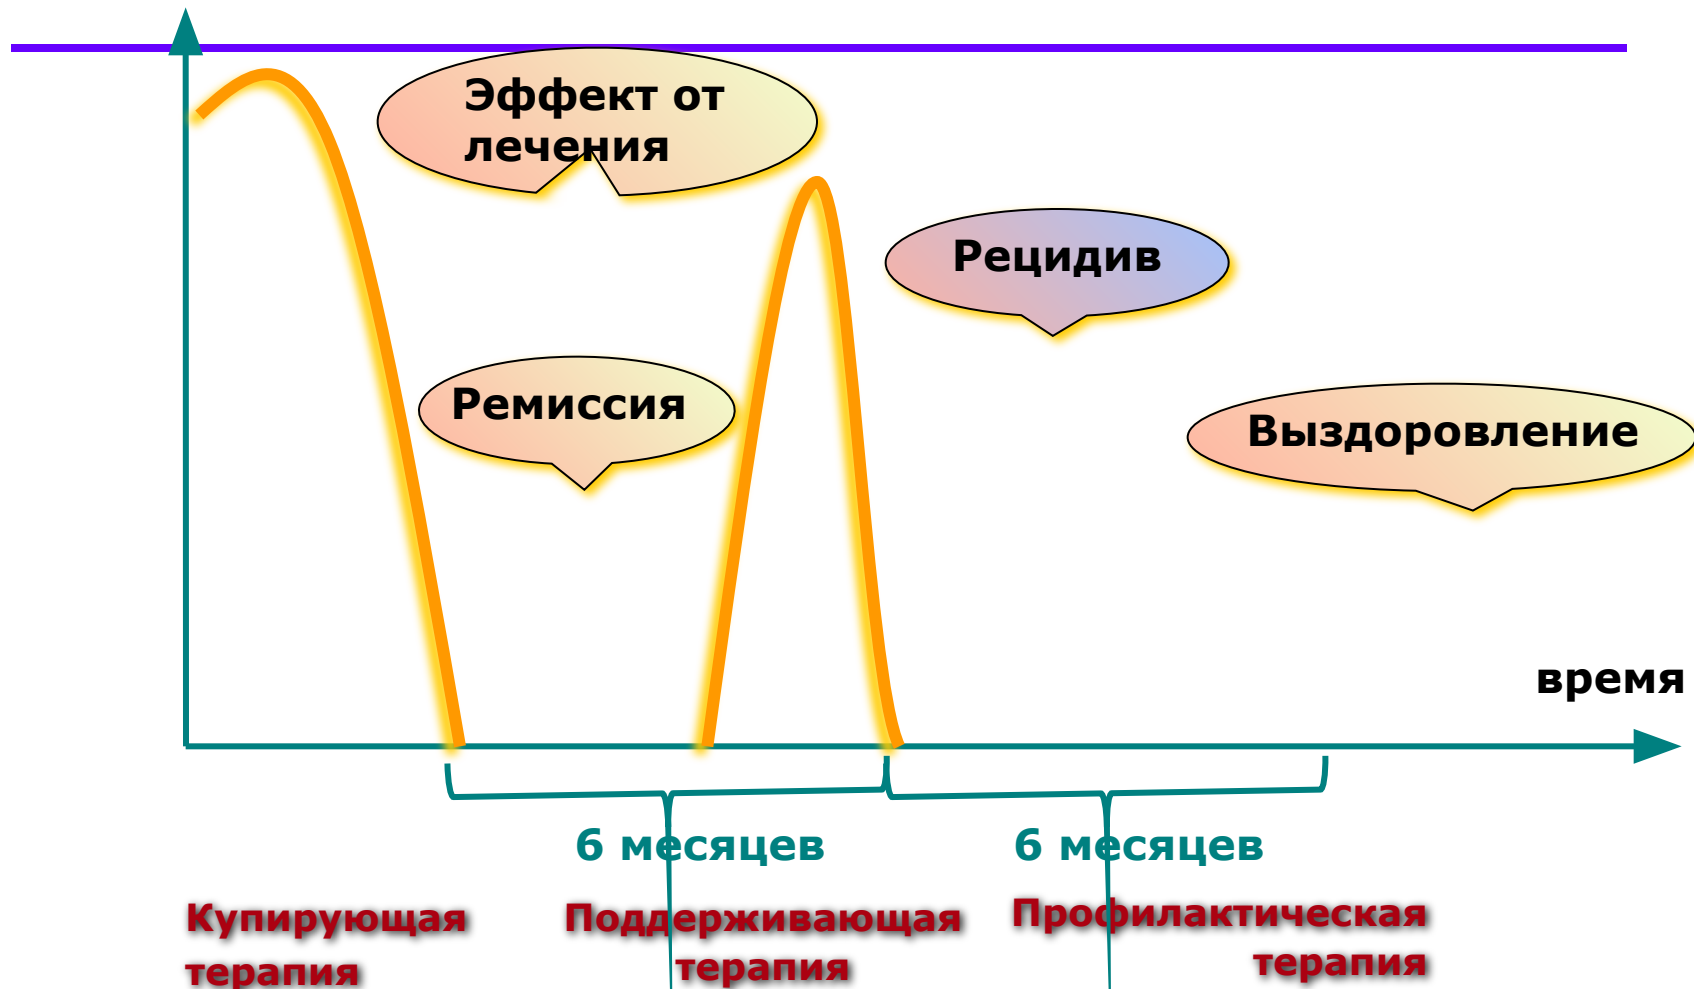 Эффект от
лечения
Рецидив
Ремиссия
Выздоровление
время
6 месяцев
6 месяцев
Купирующая
терапия
Поддерживающая
терапия
Профилактическая
терапия